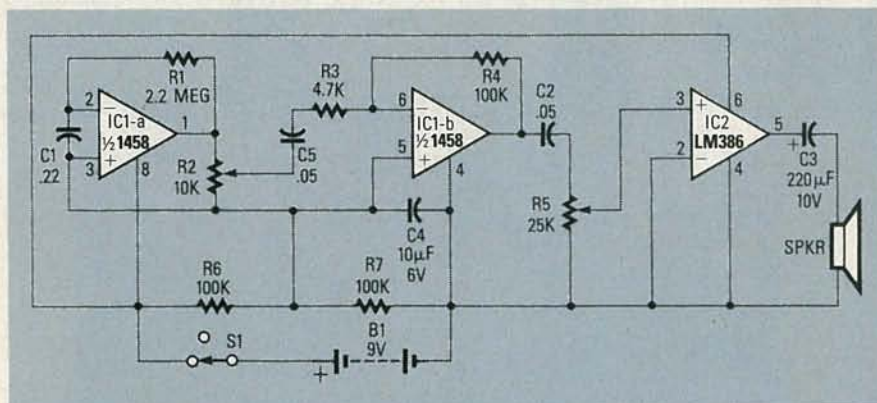 R1
2.2 MEG
2
IC1-a
½ 1458
1
3
8
C1
.22
R2
10K
R3
4.7K
C5
.05
R4
100K
6
IC1-b
½ 1458
5
4
C2
.05
C4
10µF
6V
R5
25K
3
6
IC2
LM386
5
2
4
+
C3
220µF
10V
SPKR
R6
100K
R7
100K
S1
B1
9V
+